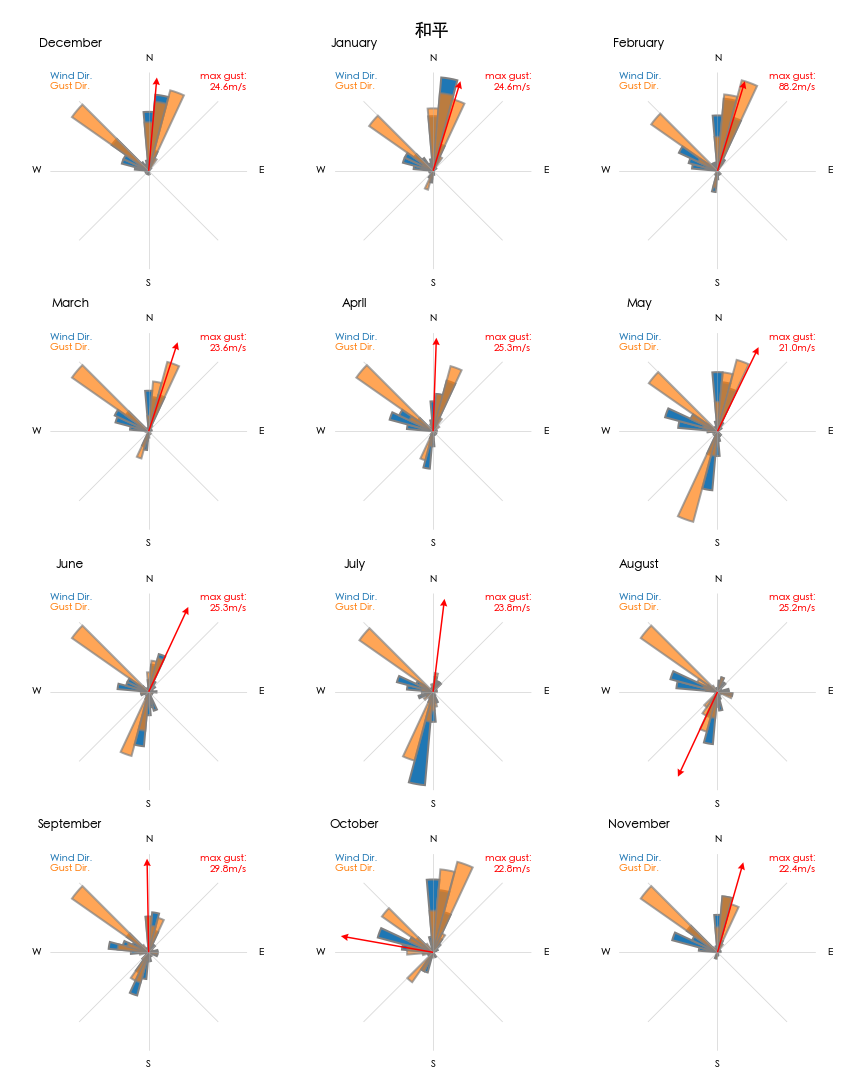 和平
December
January
February
N
N
N
Wind Dir.
Gust Dir.
max gust:
24.6m/s
Wind Dir.
Gust Dir.
max gust:
24.6m/s
Wind Dir.
Gust Dir.
max gust:
88.2m/s
W
E
W
E
W
E
S
S
S
March
April
May
N
N
N
Wind Dir.
Gust Dir.
max gust:
23.6m/s
Wind Dir.
Gust Dir.
max gust:
25.3m/s
Wind Dir.
Gust Dir.
max gust:
21.0m/s
W
E
W
E
W
E
S
S
S
June
July
August
N
N
N
Wind Dir.
Gust Dir.
max gust:
25.3m/s
Wind Dir.
Gust Dir.
max gust:
23.8m/s
Wind Dir.
Gust Dir.
max gust:
25.2m/s
W
E
W
E
W
E
S
S
S
September
October
November
N
N
N
Wind Dir.
Gust Dir.
max gust:
29.8m/s
Wind Dir.
Gust Dir.
max gust:
22.8m/s
Wind Dir.
Gust Dir.
max gust:
22.4m/s
W
E
W
E
W
E
S
S
S